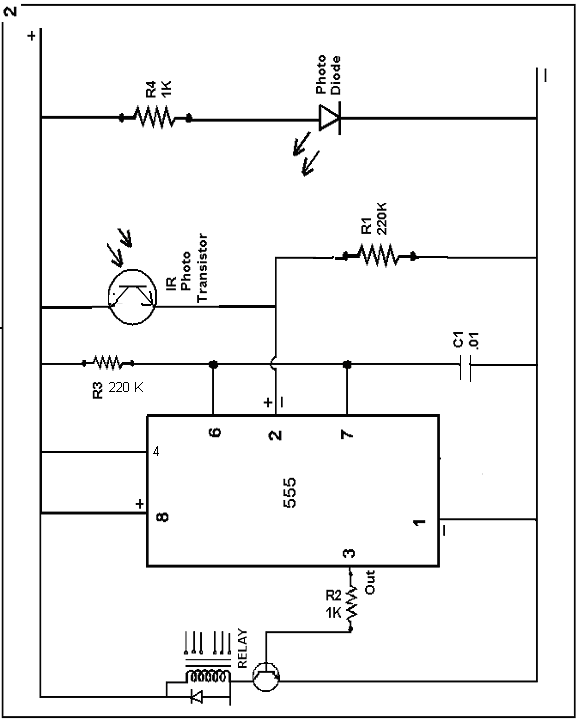 2
+
R4
1K
Photo
Diode
−
IR
Photo
Transistor
R1
220K
R3 220 K
C1
.01
+
−
6
2
7
4
+
8
555
1
−
3
Out
R2
1K
RELAY